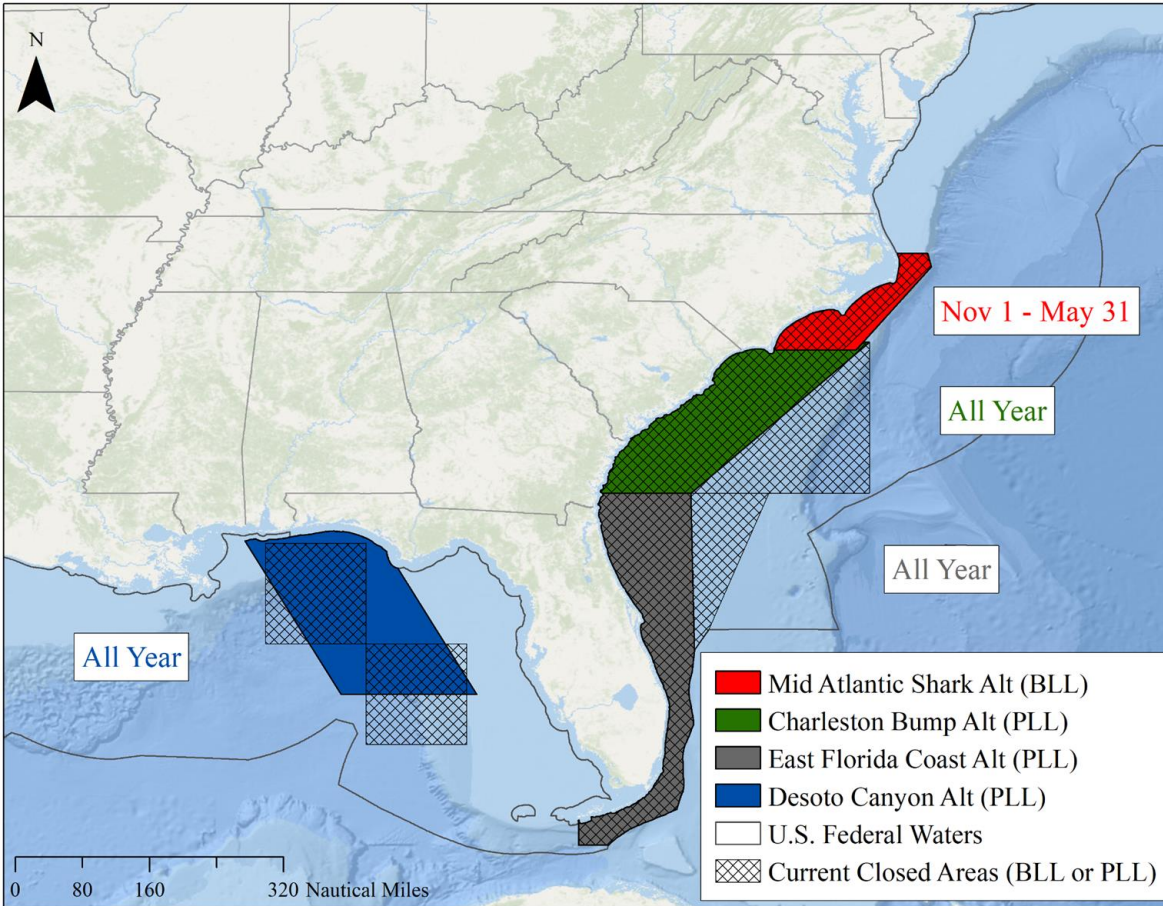 N
Nov 1 - May 31
All Year
All Year
All Year
Mid Atlantic Shark Alt (BLL)
Charleston Bump Alt (PLL)
East Florida Coast Alt (PLL)
Desoto Canyon Alt (PLL)
U.S. Federal Waters
Current Closed Areas (BLL or PLL)
0 80 160 320 Nautical Miles